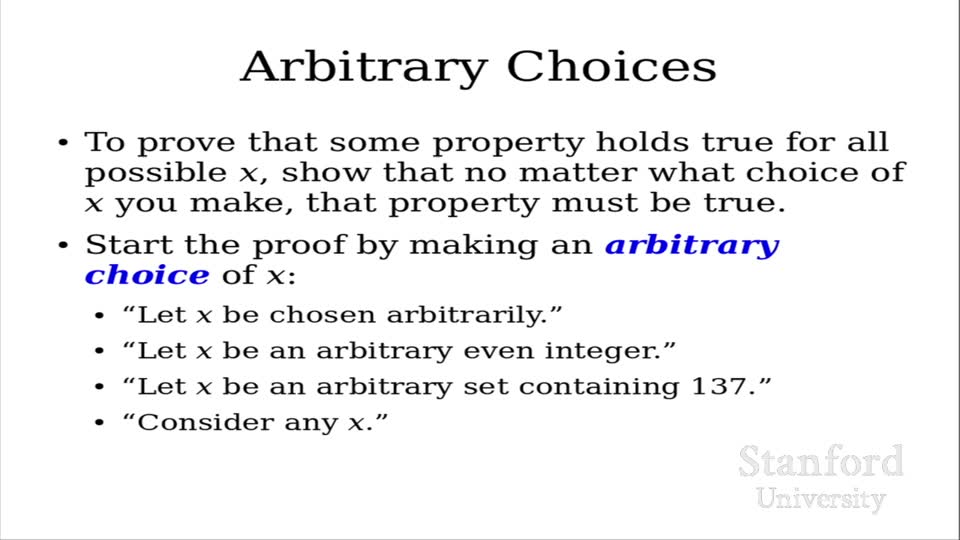 Arbitrary Choices
• To prove that some property holds true for all
possible x, show that no matter what choice of
x you make, that property must be true.
• Start the proof by making an arbitrary
choice of x:
• “Let x be chosen arbitrarily.”
• “Let x be an arbitrary even integer.”
• “Let x be an arbitrary set containing 137.”
• “Consider any x.”
Stanford
University